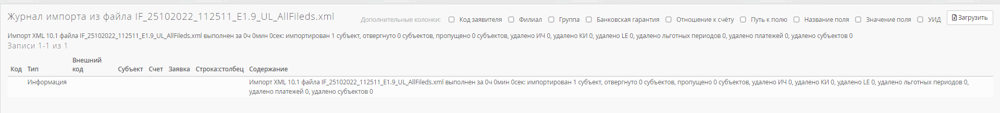 Журнал импорта из файла IF_25102022_112511_E1.9_UL_AllFileds.xml
Дополнительные колонки: Код заявителя Филиал Группа Банковская гарантия Отношение к счёту Путь к полю Название поля Значение поля УИД Загрузить
Импорт XML 10.1 файла IF_25102022_112511_E1.9_UL_AllFileds.xml выполнен за 0ч 0мин 0сек: импортирован 1 субъект, отвергнуто 0 субъектов, пропущено 0 субъектов, удалено ИЧ 0, удалено КИ 0, удалено LE 0, удалено льготных периодов 0, удалено платежей 0, удалено субъектов 0
Записи 1-1 из 1
Код Тип Внешний код Субъект Счет Заявка Строка:столбец Содержание
Информация Импорт XML 10.1 файла IF_25102022_112511_E1.9_UL_AllFileds.xml выполнен за 0ч 0мин 0сек: импортирован 1 субъект, отвергнуто 0 субъектов, пропущено 0 субъектов, удалено ИЧ 0, удалено КИ 0, удалено LE 0, удалено льготных периодов 0,
удалено платежей 0, удалено субъектов 0